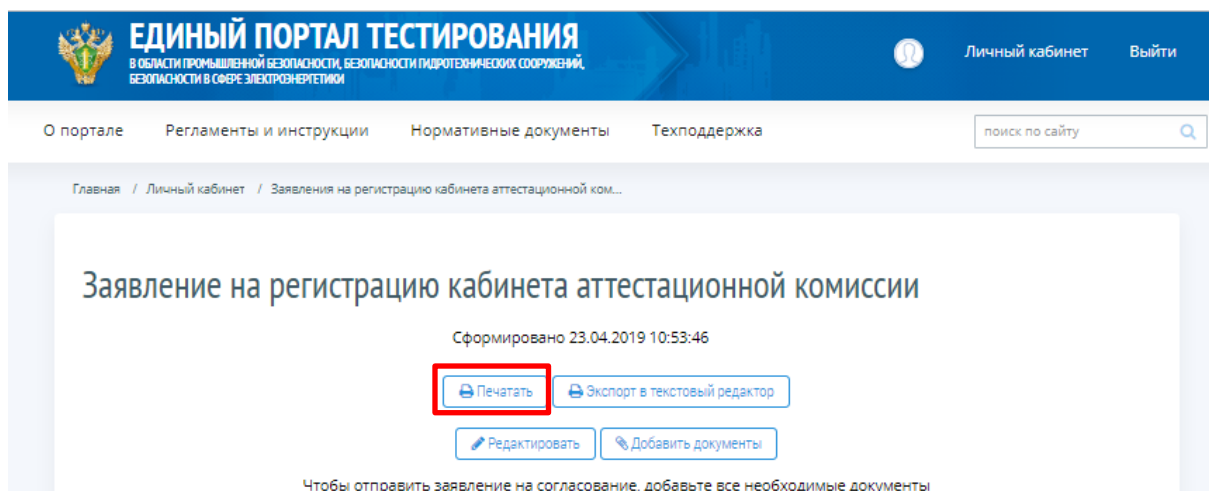 ЕДИНЫЙ ПОРТАЛ ТЕСТИРОВАНИЯ
В ОБЛАСТИ ПРОМЫШЛЕННОЙ БЕЗОПАСНОСТИ, БЕЗОПАСНОСТИ ГИДРОТЕХНИЧЕСКИХ СООРУЖЕНИЙ,
БЕЗОПАСНОСТИ В СФЕРЕ ЭЛЕКТРОЭНЕРГЕТИКИ
Личный кабинет Выйти
О портале Регламенты и инструкции Нормативные документы Техподдержка поиск по сайту
Главная / Личный кабинет / Заявления на регистрацию кабинета аттестационной ком...
Заявление на регистрацию кабинета аттестационной комиссии
Сформировано 23.04.2019 10:53:46
Печатать Экспорт в текстовый редактор
Редактировать Добавить документы
Чтобы отправить заявление на согласование, добавьте все необходимые документы